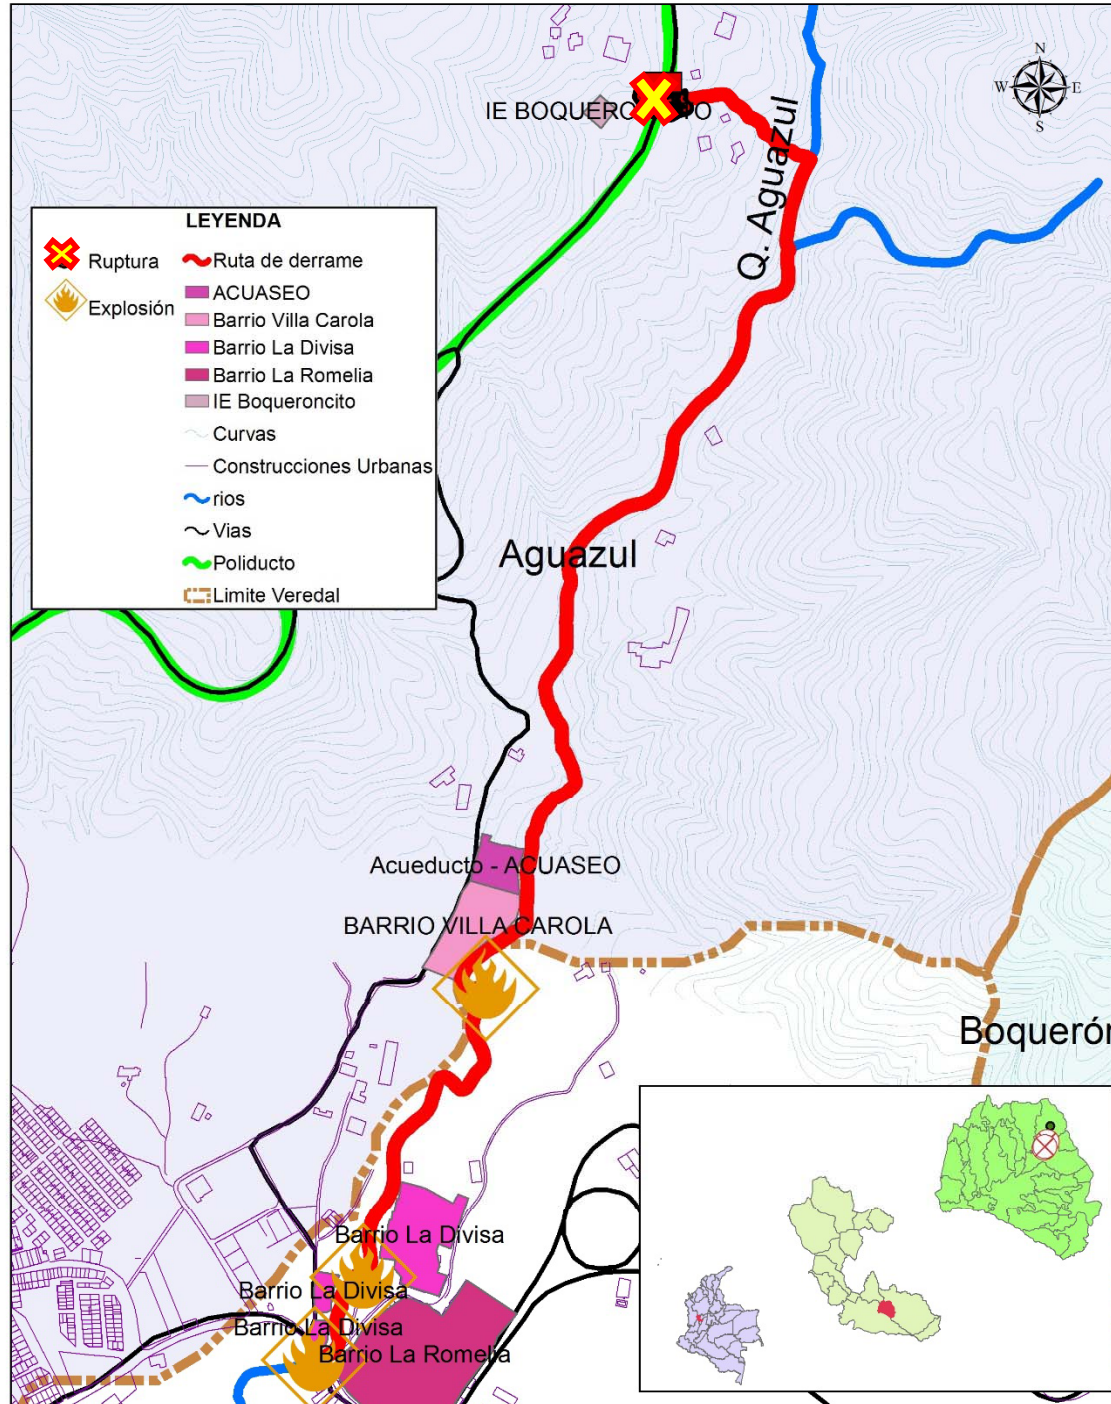 N
W
E
S
IE BOQUERONCITO
Q. Aguazul
LEYENDA
Ruptura
Explosión
Ruta de derrame
ACUASEO
Barrio Villa Carola
Barrio La Divisa
Barrio La Romelia
IE Boqueroncito
Curvas
Construcciones Urbanas
rios
Vias
Poliducto
Limite Veredal
Aguazul
Acueducto - ACUASEO
BARRIO VILLA CAROLA
Boquerón
Barrio La Divisa
Barrio La Divisa
Barrio La Divisa
Barrio La Romelia